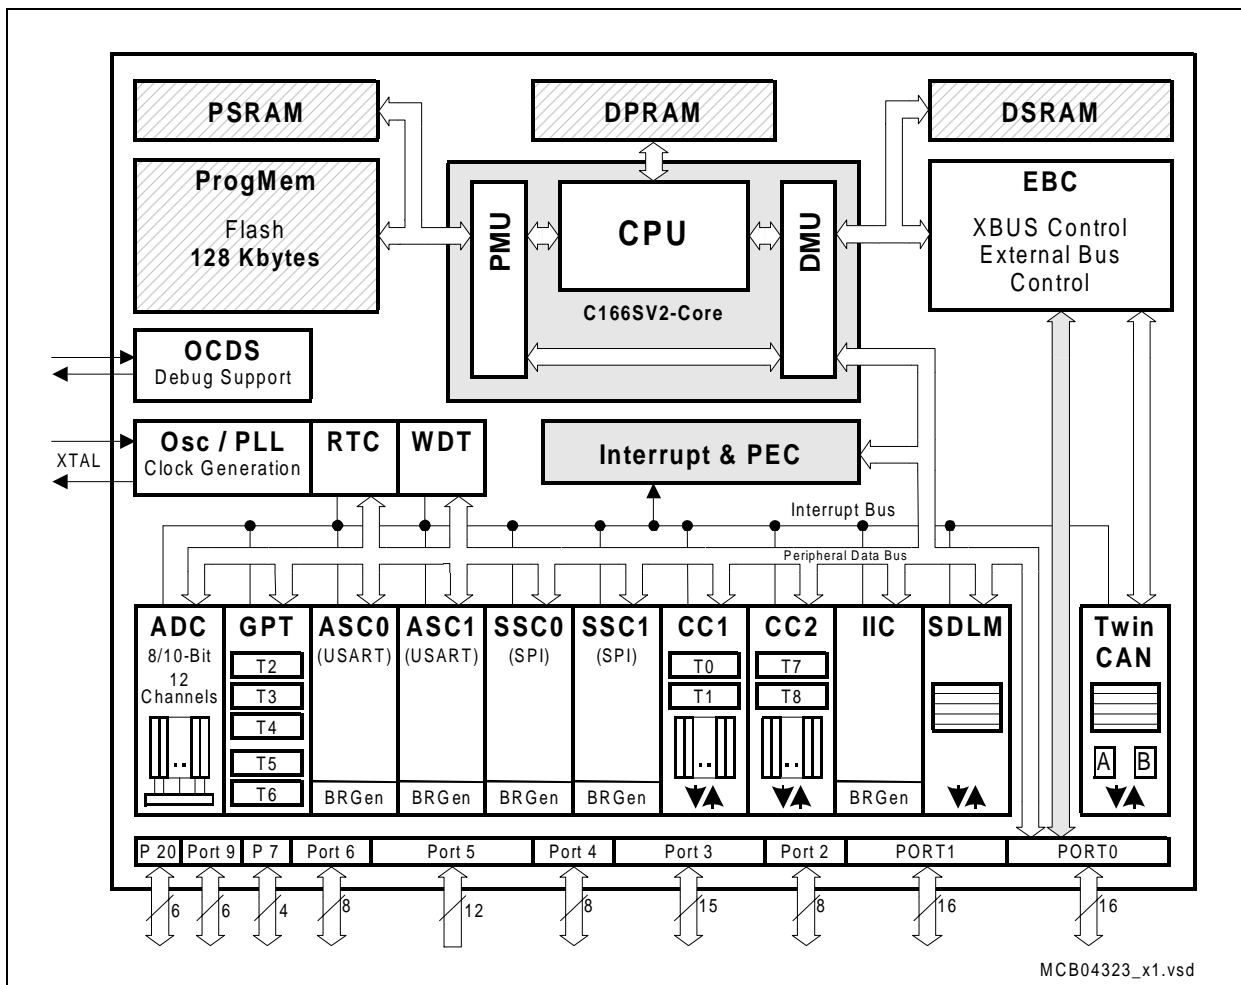 PSRAM
DPRAM
DSRAM
ProgMem
Flash
128 Kbytes
PMU
CPU
DMU
C166SV2-Core
EBC
XBUS Control
External Bus
Control
OCDS
Debug Support
Osc / PLL
Clock Generation
RTC
WDT
XTAL
Interrupt & PEC
Interrupt Bus
Peripheral Data Bus
ADC
8/10-Bit
12
Channels
GPT
T2
T3
T4
T5
T6
ASC0
(USART)
BRGen
ASC1
(USART)
BRGen
SSC0
(SPI)
BRGen
SSC1
(SPI)
BRGen
CC1
T0
T1
..
CC2
T7
T8
..
IIC
BRGen
SDLM
Twin
CAN
A
B
P 20
Port 9
P 7
Port 6
Port 5
Port 4
Port 3
Port 2
PORT1
PORT0
6
6
4
8
12
8
15
8
16
16
MCB04323_x1.vsd